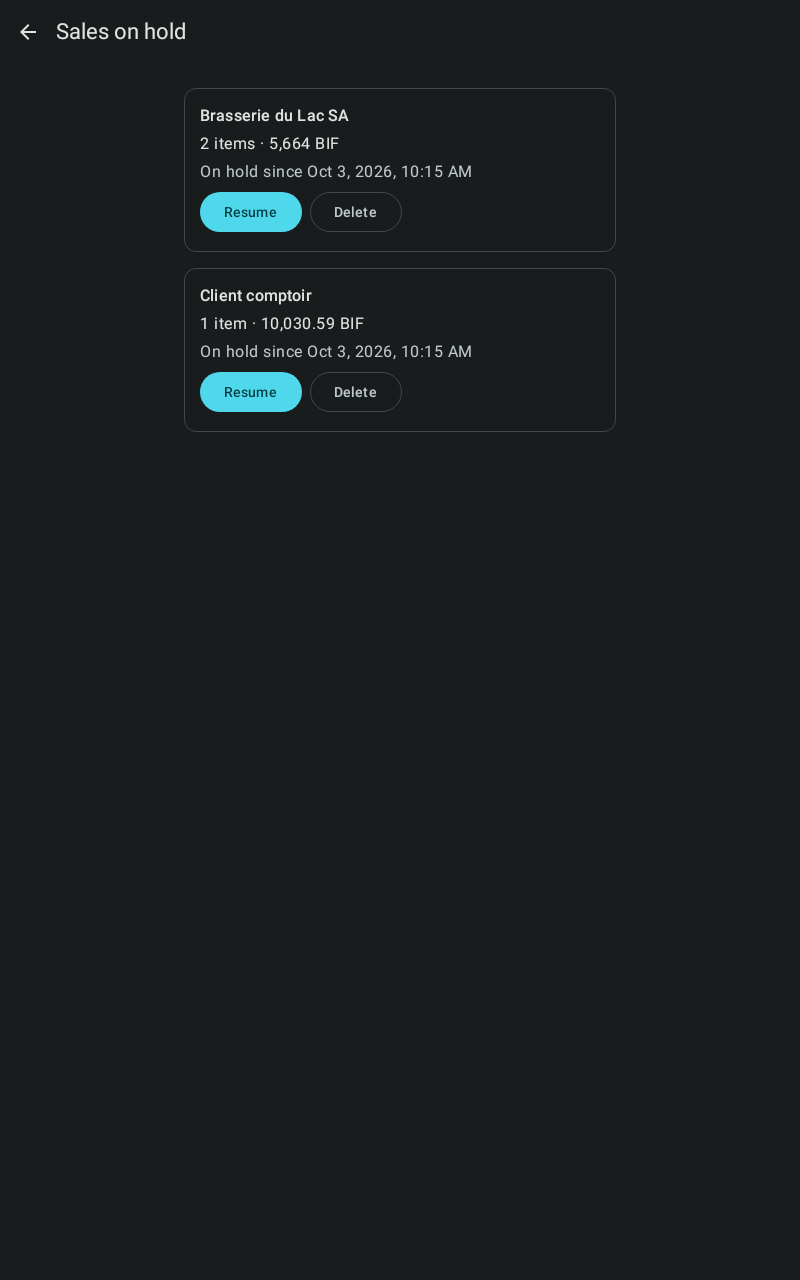 Sales on hold
Brasserie du Lac SA
2 items · 5,664 BIF
On hold since Oct 3, 2026, 10:15 AM
Resume
Delete
Client comptoir
1 item · 10,030.59 BIF
On hold since Oct 3, 2026, 10:15 AM
Resume
Delete